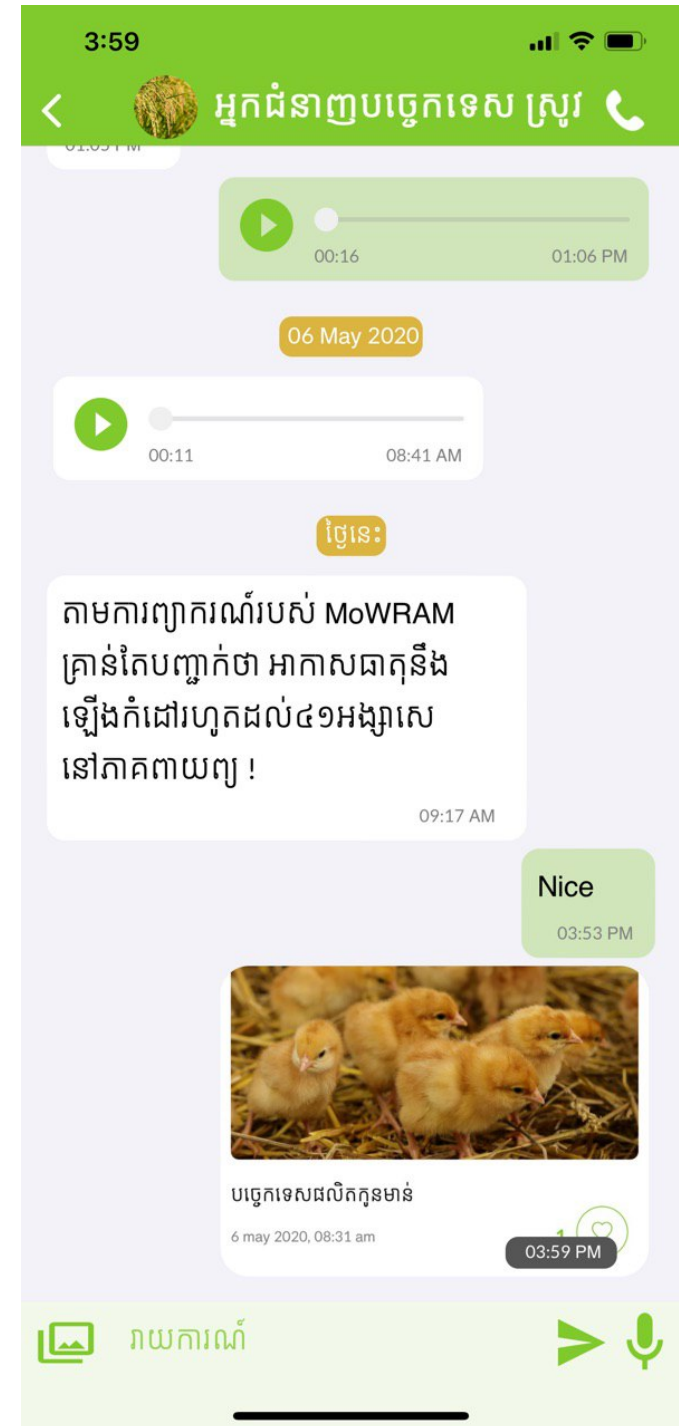 3:59
អ្នកជំនាញបច្ចេកទេស ស្រូវ
01:05 PM
00:16 01:06 PM
06 May 2020
00:11 08:41 AM
ថ្ងៃនេះ
តាមការព្យាករណ៍របស់ MoWRAM
គ្រាន់តែបញ្ជាក់ថា អាកាសធាតុនឹង
ឡើងកំដៅរហូតដល់៤១អង្សាសេ
នៅភាគពាយព្យ !
09:17 AM
Nice
03:53 PM
បច្ចេកទេសផលិតកូនមាន់
6 may 2020, 08:31 am
1
03:59 PM
រាយការណ៍